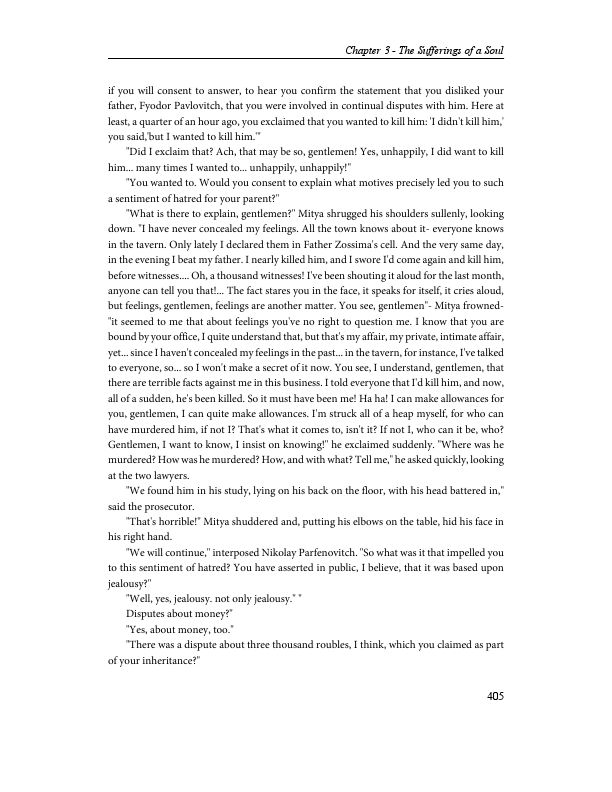 Chapter 3 - The Sufferings of a Soul
if you will consent to answer, to hear you confirm the statement that you disliked your
father, Fyodor Pavlovitch, that you were involved in continual disputes with him. Here at
least, a quarter of an hour ago, you exclaimed that you wanted to kill him: 'I didn't kill him,'
you said,'but I wanted to kill him.'"
"Did I exclaim that? Ach, that may be so, gentlemen! Yes, unhappily, I did want to kill
him... many times I wanted to... unhappily, unhappily!"
"You wanted to. Would you consent to explain what motives precisely led you to such
a sentiment of hatred for your parent?"
"What is there to explain, gentlemen?" Mitya shrugged his shoulders sullenly, looking
down. "I have never concealed my feelings. All the town knows about it- everyone knows
in the tavern. Only lately I declared them in Father Zossima's cell. And the very same day,
in the evening I beat my father. I nearly killed him, and I swore I'd come again and kill him,
before witnesses.... Oh, a thousand witnesses! I've been shouting it aloud for the last month,
anyone can tell you that!... The fact stares you in the face, it speaks for itself, it cries aloud,
but feelings, gentlemen, feelings are another matter. You see, gentlemen"- Mitya frowned-
"it seemed to me that about feelings you've no right to question me. I know that you are
bound by your office, I quite understand that, but that's my affair, my private, intimate affair,
yet... since I haven't concealed my feelings in the past... in the tavern, for instance, I've talked
to everyone, so... so I won't make a secret of it now. You see, I understand, gentlemen, that
there are terrible facts against me in this business. I told everyone that I'd kill him, and now,
all of a sudden, he's been killed. So it must have been me! Ha ha! I can make allowances for
you, gentlemen, I can quite make allowances. I'm struck all of a heap myself, for who can
have murdered him, if not I? That's what it comes to, isn't it? If not I, who can it be, who?
Gentlemen, I want to know, I insist on knowing!" he exclaimed suddenly. "Where was he
murdered? How was he murdered? How, and with what? Tell me," he asked quickly, looking
at the two lawyers.
"We found him in his study, lying on his back on the floor, with his head battered in,"
said the prosecutor.
"That's horrible!" Mitya shuddered and, putting his elbows on the table, hid his face in
his right hand.
"We will continue," interposed Nikolay Parfenovitch. "So what was it that impelled you
to this sentiment of hatred? You have asserted in public, I believe, that it was based upon
jealousy?"
"Well, yes, jealousy. not only jealousy." "
Disputes about money?"
"Yes, about money, too."
"There was a dispute about three thousand roubles, I think, which you claimed as part
of your inheritance?"
405